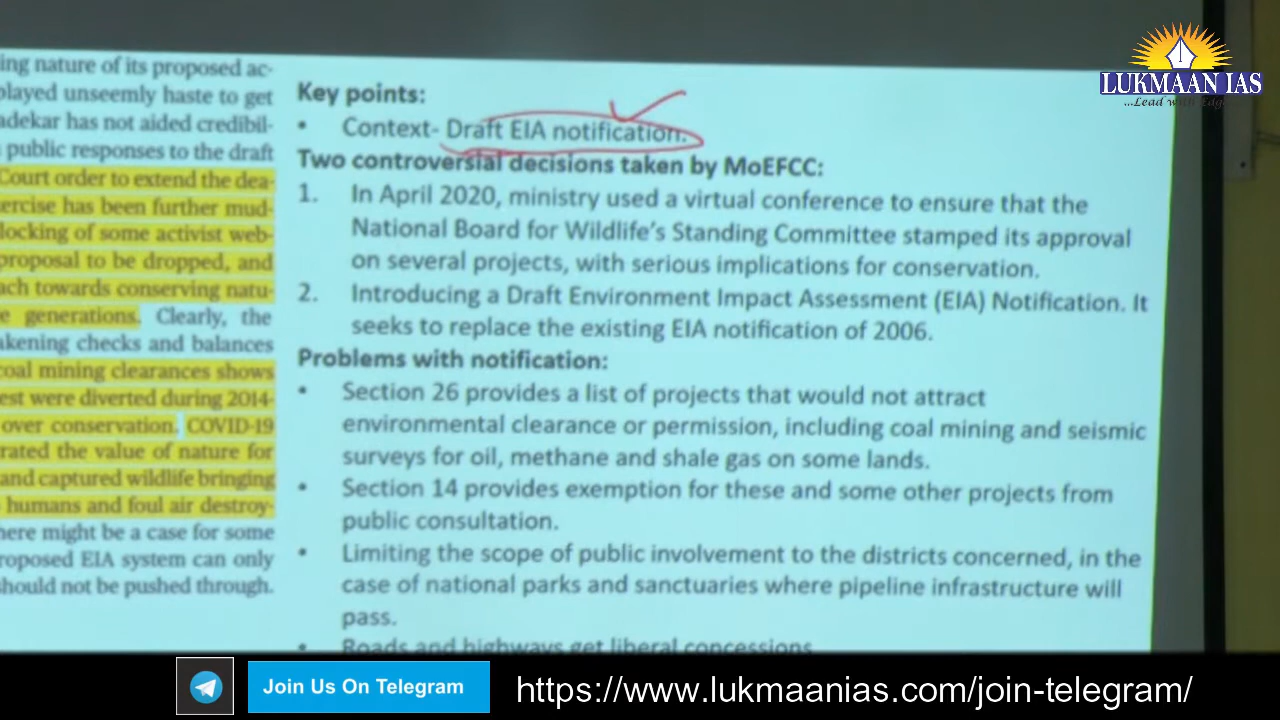 ing nature of its proposed ac-
played unseemly haste to get
adekar has not aided credibil-
public responses to the draft
Court order to extend the dea-
ercise has been further mud-
locking of some activist web-
proposal to be dropped, and
ach towards conserving natu-
e generations. Clearly, the
akening checks and balances
coal mining clearances shows
est were diverted during 2014-
over conservation. COVID-19
rated the value of nature for
and captured wildlife bringing
humans and foul air destroy-
here might be a case for some
roposed EIA system can only
should not be pushed through.
Key points:
• Context- Draft EIA notification.
Two controversial decisions taken by MoEFCC:
1. In April 2020, ministry used a virtual conference to ensure that the
National Board for Wildlife's Standing Committee stamped its approval
on several projects, with serious implications for conservation.
2. Introducing a Draft Environment Impact Assessment (EIA) Notification. It
seeks to replace the existing EIA notification of 2006.
Problems with notification:
• Section 26 provides a list of projects that would not attract
environmental clearance or permission, including coal mining and seismic
surveys for oil, methane and shale gas on some lands.
• Section 14 provides exemption for these and some other projects from
public consultation.
• Limiting the scope of public involvement to the districts concerned, in the
case of national parks and sanctuaries where pipeline infrastructure will
pass.
• Roads and highways get liberal concessions
LUKMAAN IAS
...Lead with Edge
Join Us On Telegram
https://www.lukmaanias.com/join-telegram/